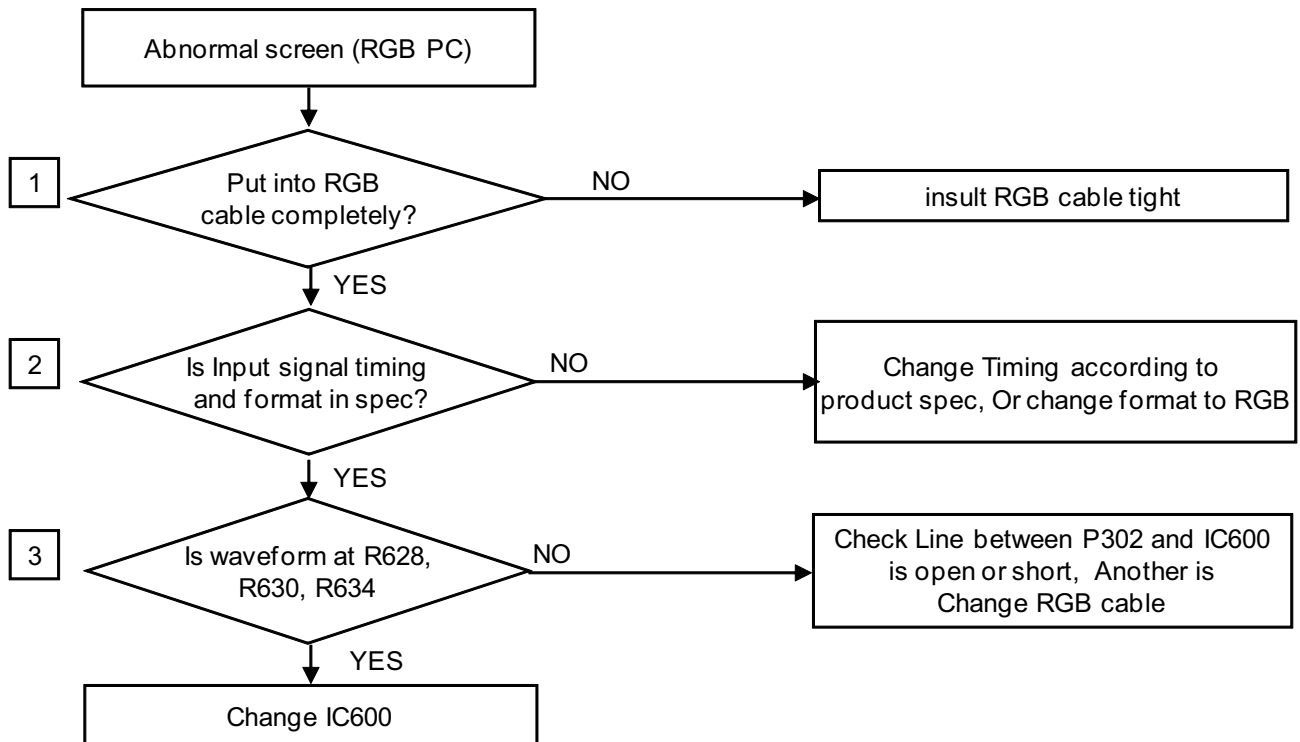 Abnormal screen (RGB PC)
1
Put into RGB
cable completely?
NO
insult RGB cable tight
YES
2
Is Input signal timing
and format in spec?
NO
Change Timing according to
product spec, Or change format to RGB
YES
3
Is waveform at R628,
R630, R634
NO
Check Line between P302 and IC600
is open or short, Another is
Change RGB cable
YES
Change IC600